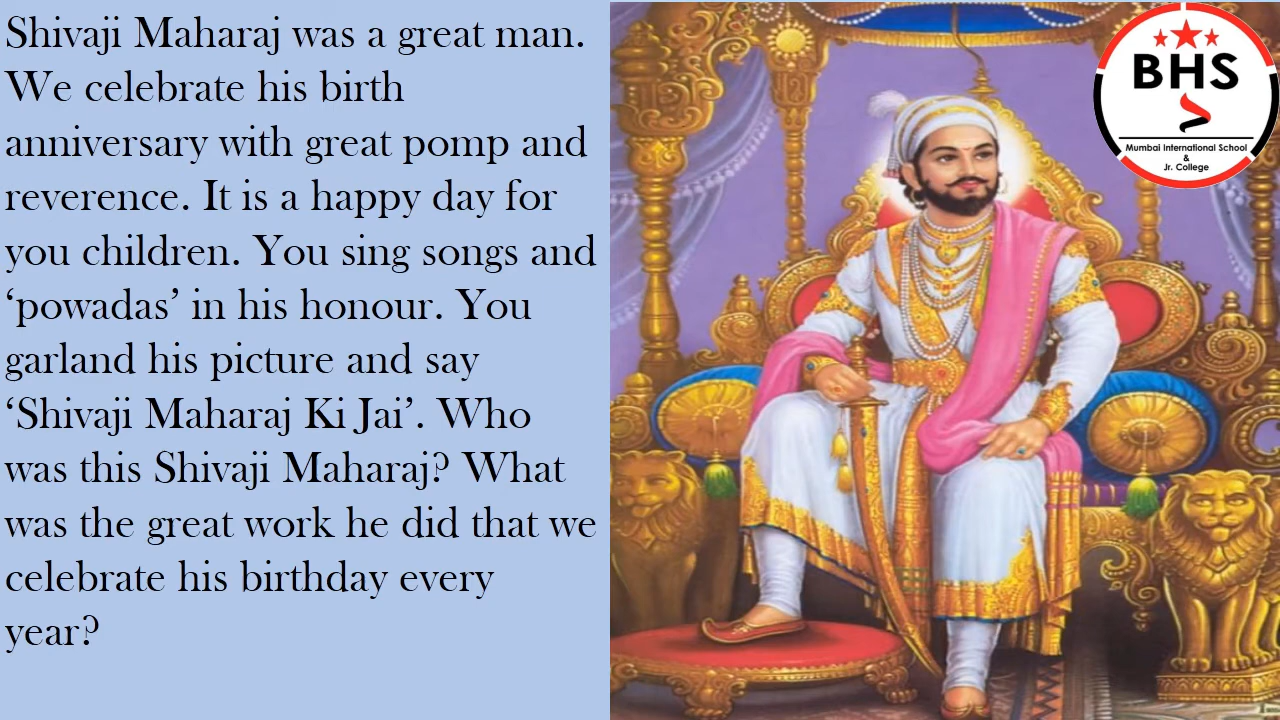 Shivaji Maharaj was a great man.
We celebrate his birth
anniversary with great pomp and
reverence. It is a happy day for
you children. You sing songs and
‘powadas’ in his honour. You
garland his picture and say
‘Shivaji Maharaj Ki Jai’. Who
was this Shivaji Maharaj? What
was the great work he did that we
celebrate his birthday every
year?
BHS
Mumbai International School
&
Jr. College